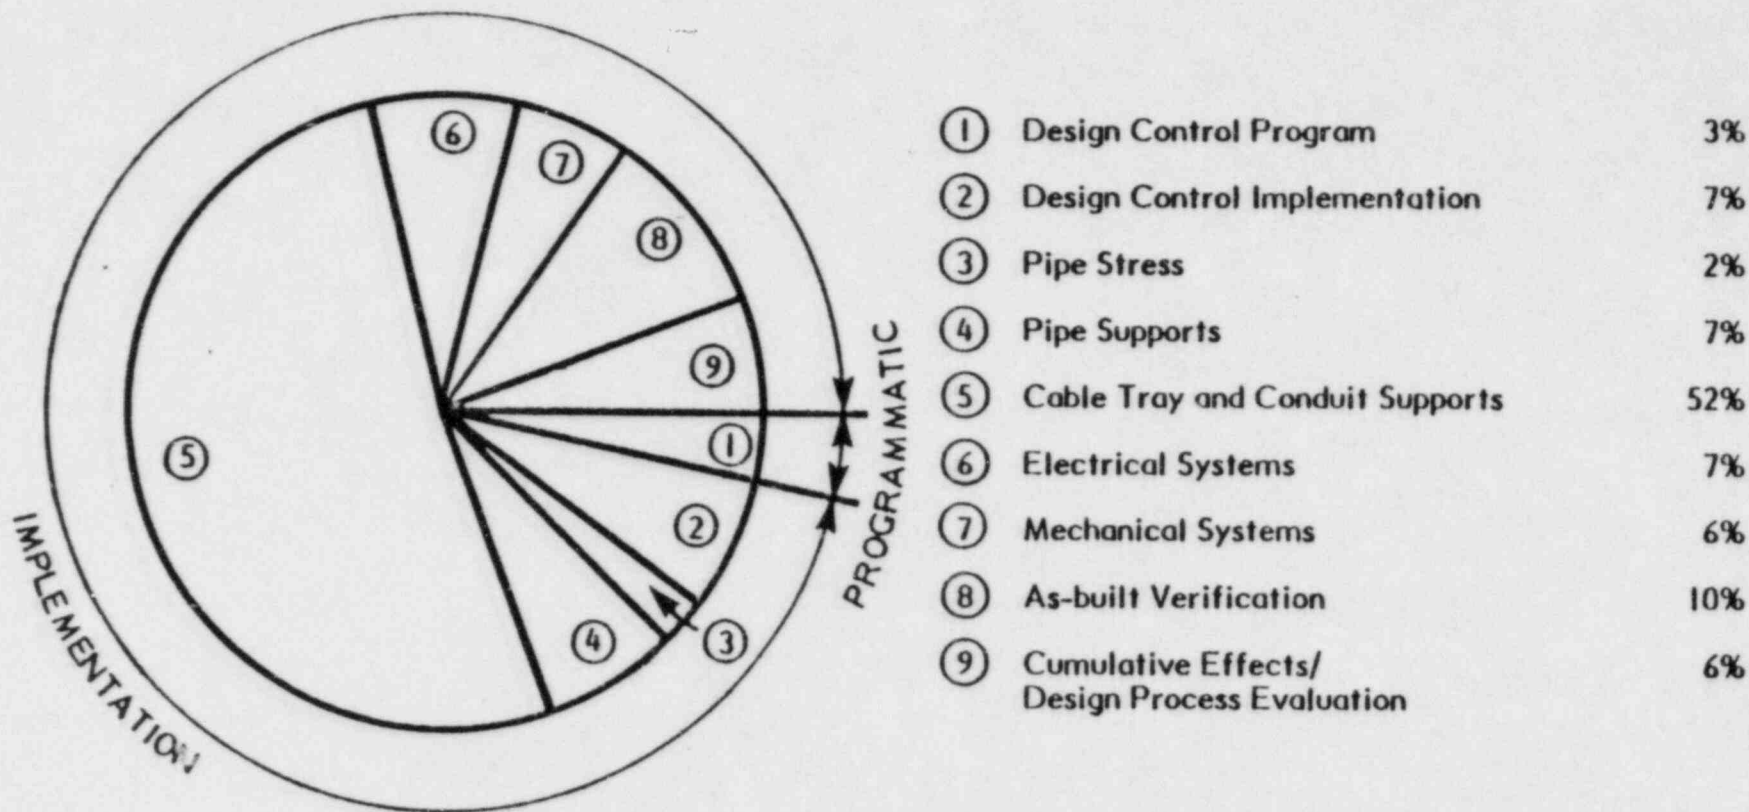 ⑥
⑦
⑧
⑨
①
②
③
④
⑤
IMPLEMENTATION
PROGRAMMATIC
① Design Control Program 3%
② Design Control Implementation 7%
③ Pipe Stress 2%
④ Pipe Supports 7%
⑤ Cable Tray and Conduit Supports 52%
⑥ Electrical Systems 7%
⑦ Mechanical Systems 6%
⑧ As-built Verification 10%
⑨ Cumulative Effects/ 6%
Design Process Evaluation